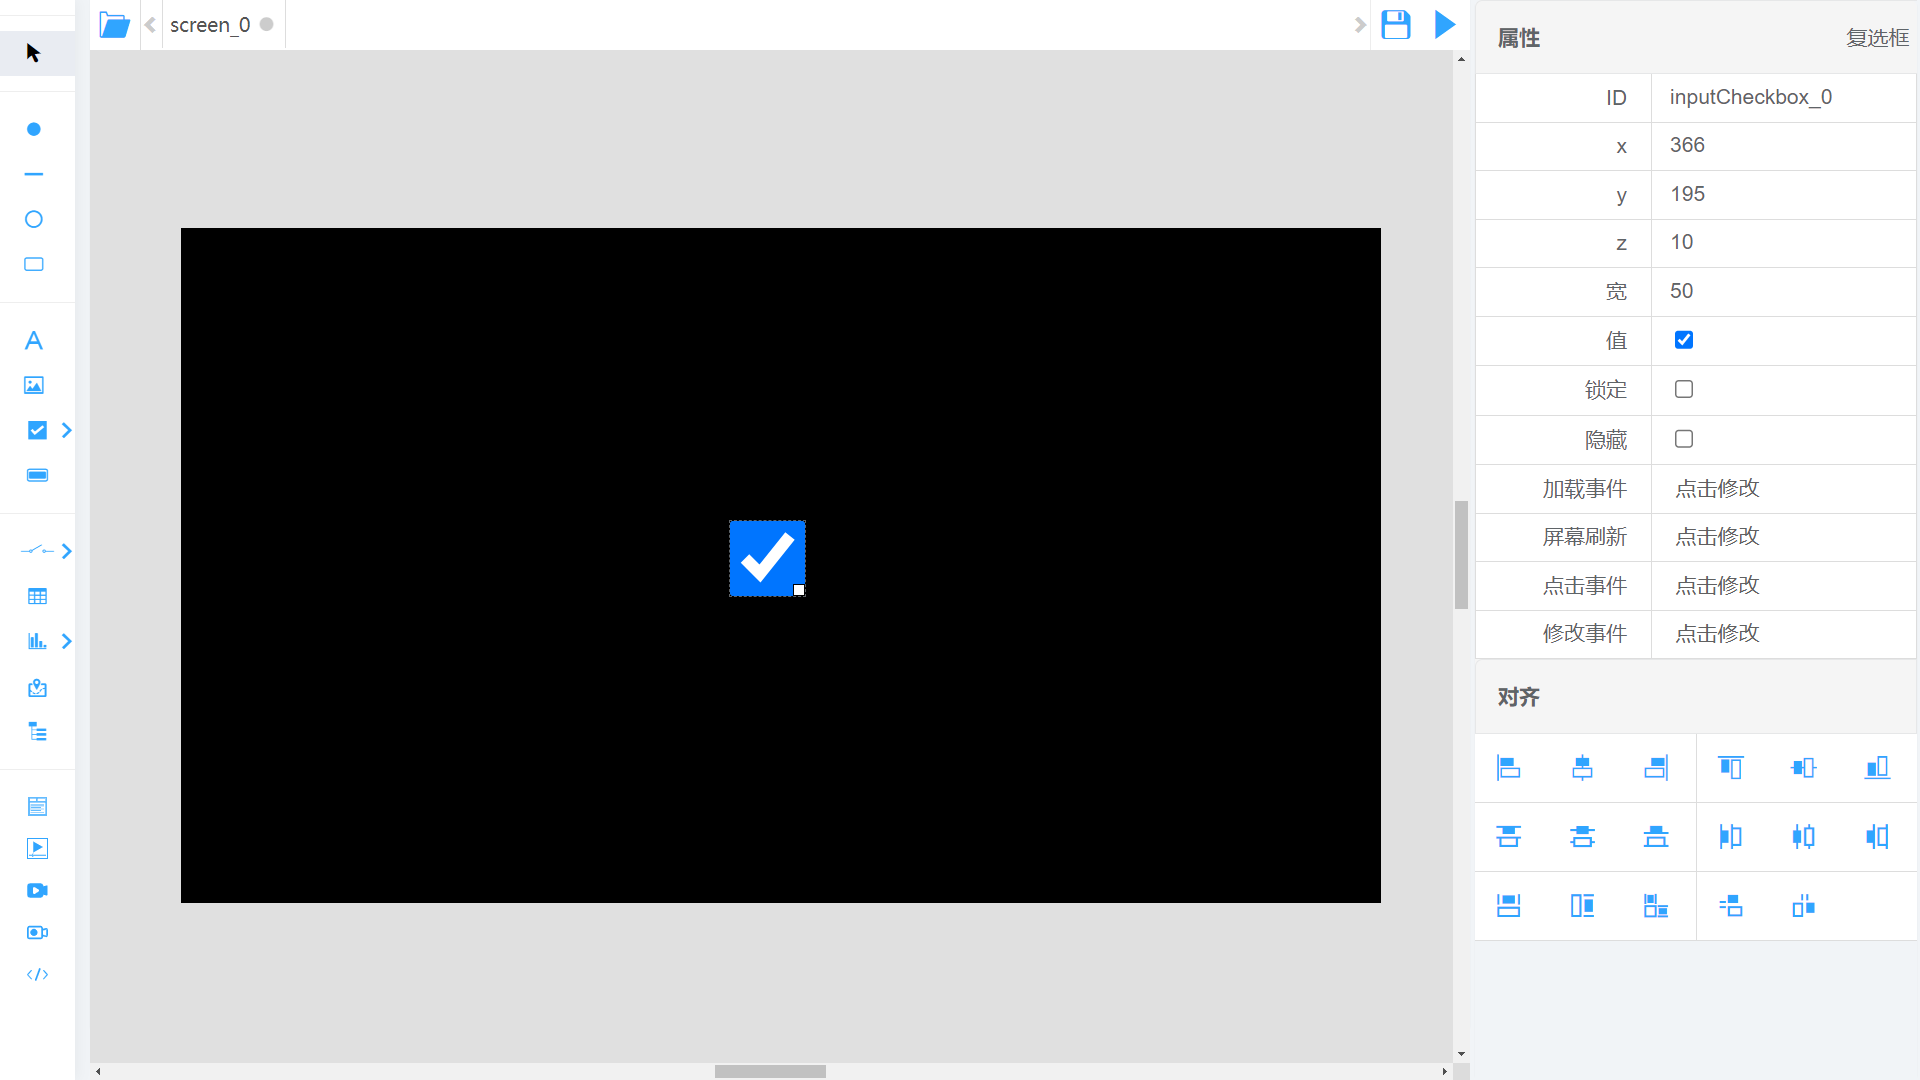 screen_0
属性 复选框
ID inputCheckbox_0
x 366
y 195
z 10
宽 50
值
锁定
隐藏
加载事件 点击修改
屏幕刷新 点击修改
点击事件 点击修改
修改事件 点击修改
对齐